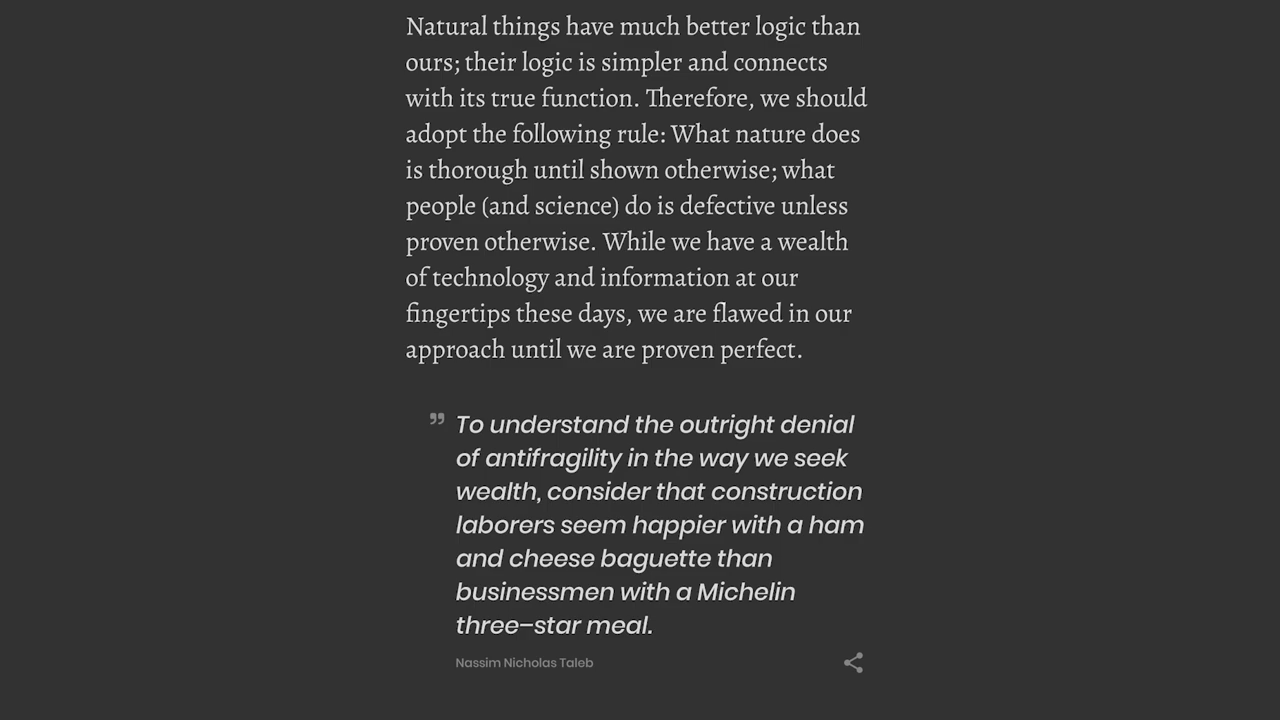 Natural things have much better logic than
ours; their logic is simpler and connects
with its true function. Therefore, we should
adopt the following rule: What nature does
is thorough until shown otherwise; what
people (and science) do is defective unless
proven otherwise. While we have a wealth
of technology and information at our
fingertips these days, we are flawed in our
approach until we are proven perfect.
” To understand the outright denial
of antifragility in the way we seek
wealth, consider that construction
laborers seem happier with a ham
and cheese baguette than
businessmen with a Michelin
three–star meal.
Nassim Nicholas Taleb